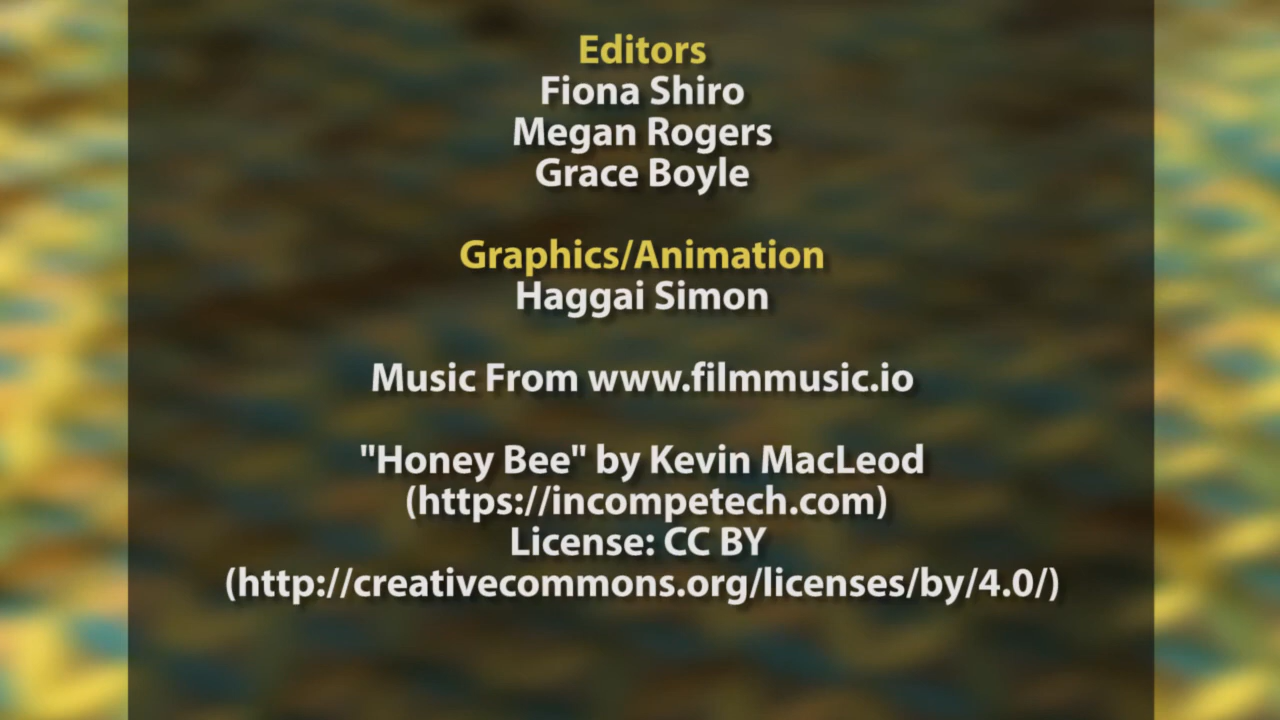 Editors
Fiona Shiro
Megan Rogers
Grace Boyle
Graphics/Animation
Haggai Simon
Music From www.filmmusic.io
"Honey Bee" by Kevin MacLeod
(https://incompetech.com)
License: CC BY
(http://creativecommons.org/licenses/by/4.0/)